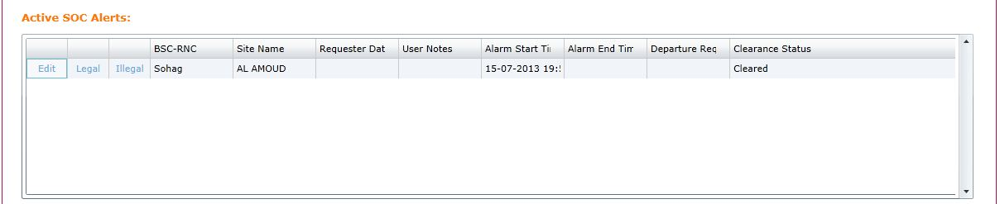 Active SOC Alerts:
BSC-RNC Site Name Requester Dat User Notes Alarm Start Ti Alarm End Tim Departure Req Clearance Status
Edit Legal Illegal Sohag AL AMOUD 15-07-2013 19: Cleared